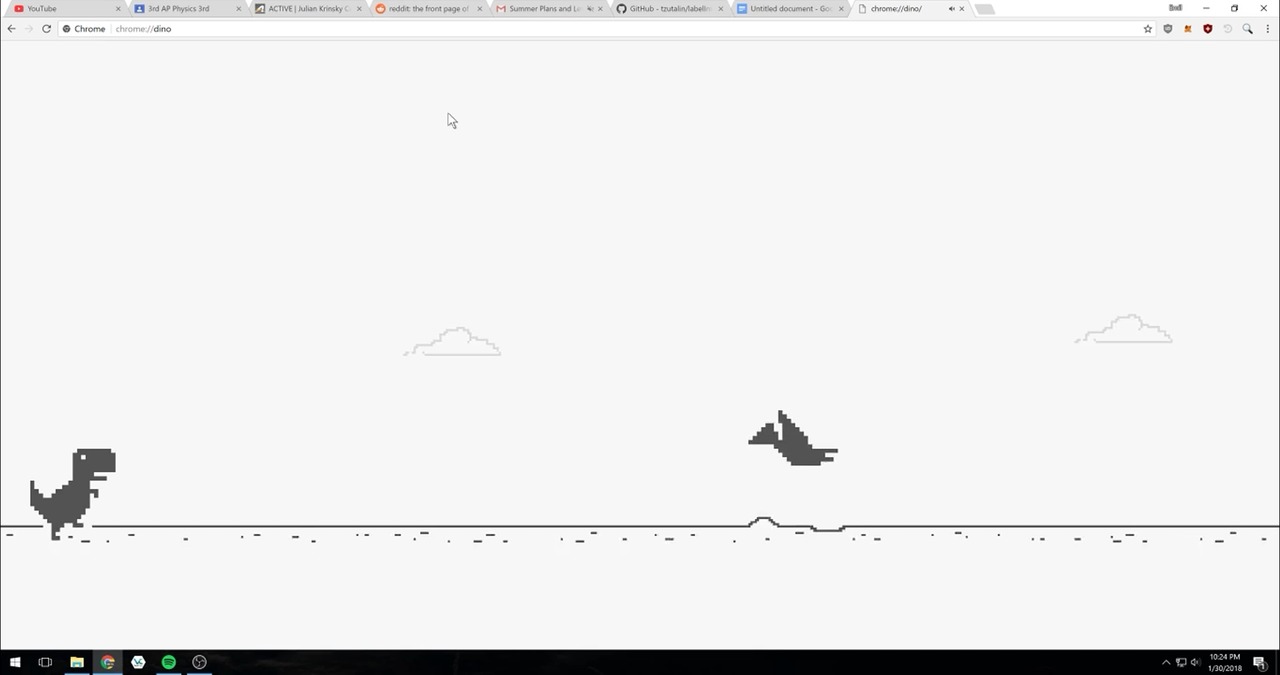 YouTube
3rd AP Physics 3rd
ACTIVE | Julian Krinsky C
reddit: the front page of
Summer Plans and Le
GitHub - tzutalin/labelIm
Untitled document - Goo
chrome://dino/
Chrome
chrome://dino
10:24 PM
1/30/2018